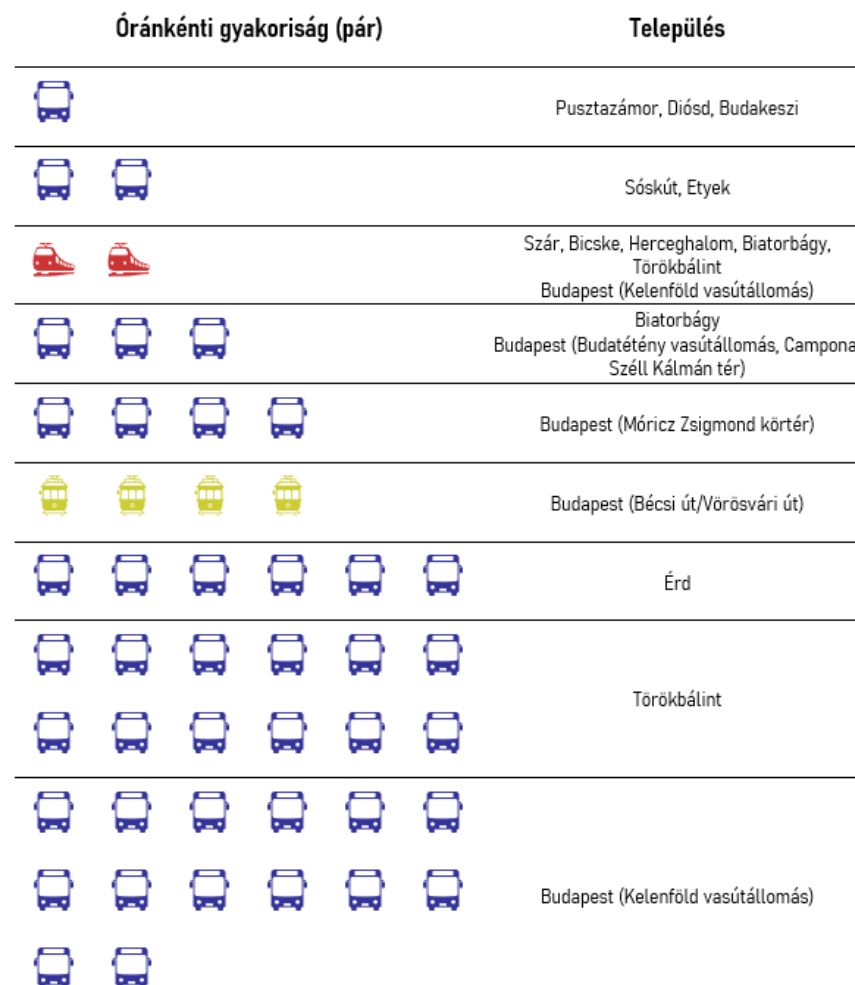 Óránkénti gyakoriság (pár)
Település
Pusztazámor, Diósd, Budakeszi
Sóskút, Etyek
Szár, Bicske, Herceghalom, Biatorbágy,
Törökbálint
Budapest (Kelenföld vasútállomás)
Biatorbágy
Budapest (Budatétény vasútállomás, Campona
Széll Kálmán tér)
Budapest (Móricz Zsigmond körtér)
Budapest (Bécsi út/Vörösvári út)
Érd
Törökbálint
Budapest (Kelenföld vasútállomás)